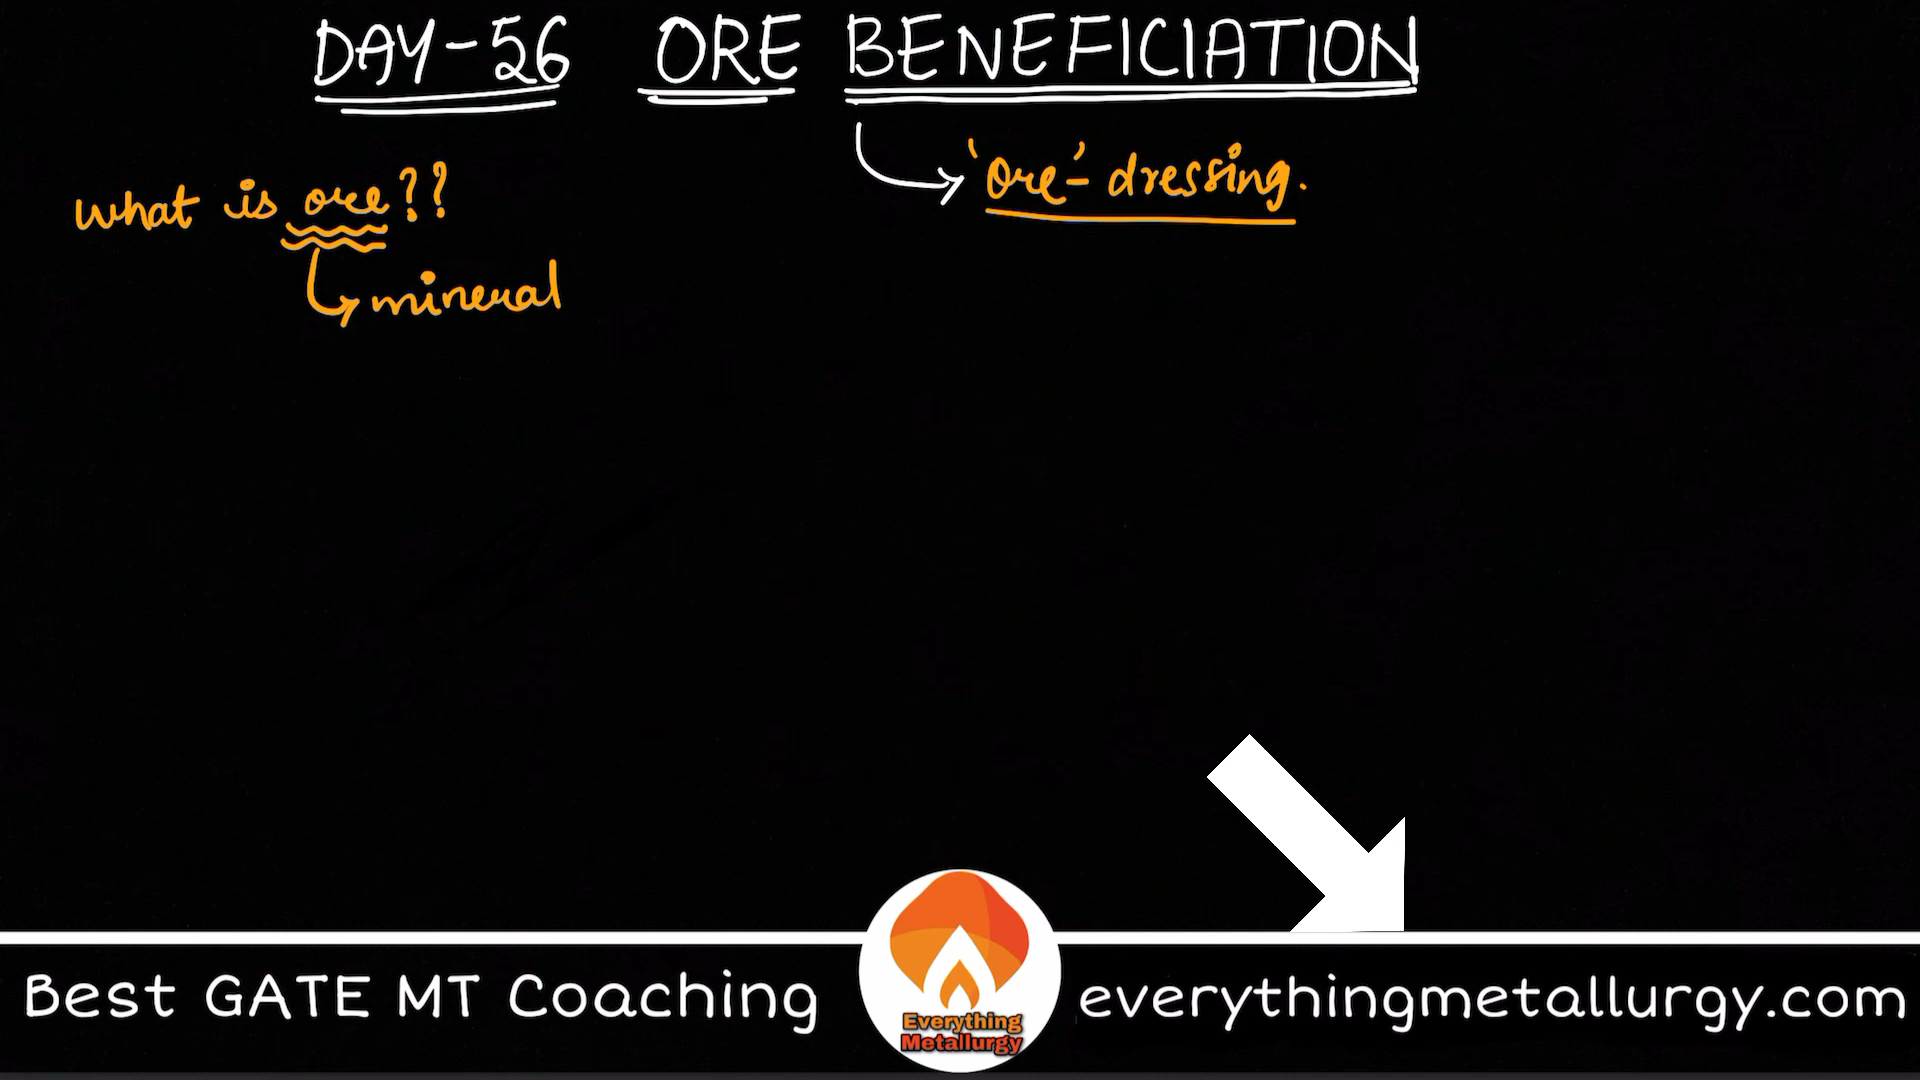 DAY-56 ORE BENEFICIATION
'Ore'- dressing.
What is ore??
mineral
Best GATE MT Coaching
Everything
Metallurgy
everythingmetallurgy.com